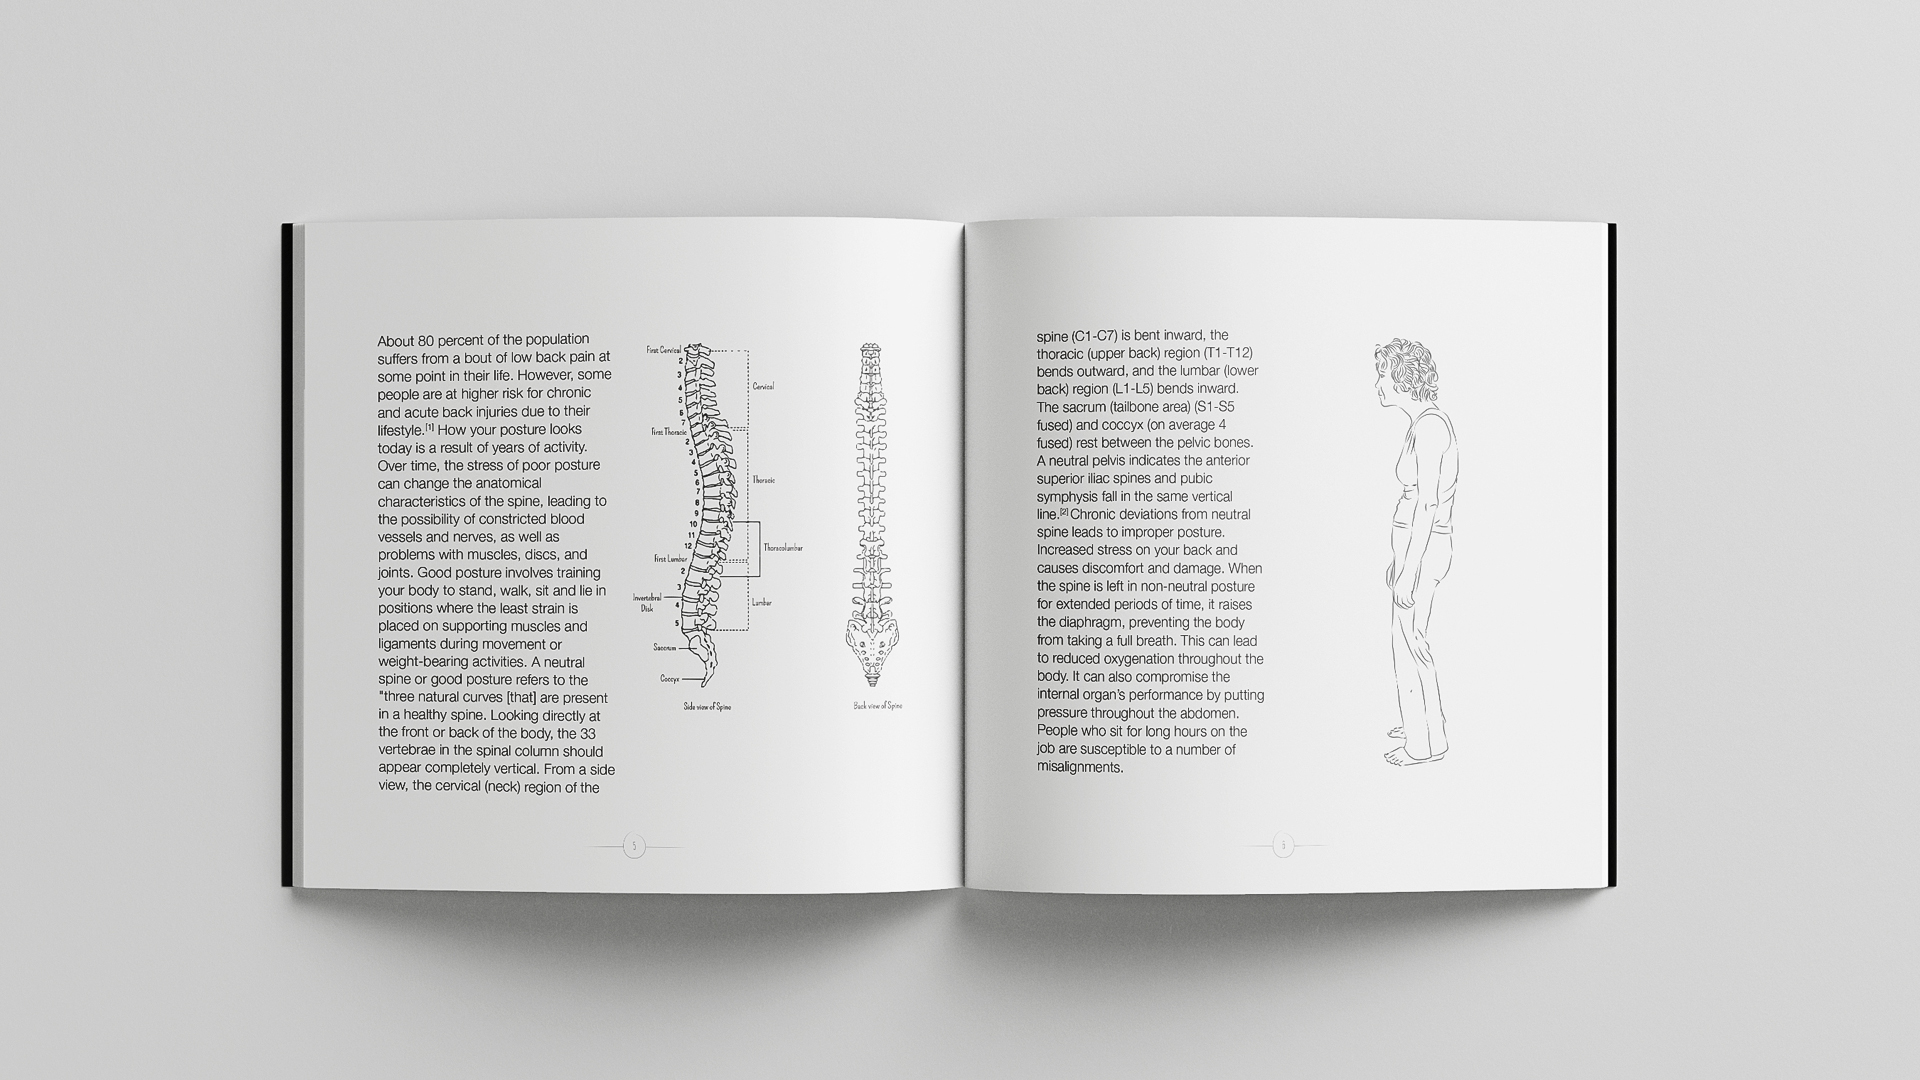 About 80 percent of the population
suffers from a bout of low back pain at
some point in their life. However, some
people are at higher risk for chronic
and acute back injuries due to their
lifestyle.[1] How your posture looks
today is a result of years of activity.
Over time, the stress of poor posture
can change the anatomical
characteristics of the spine, leading to
the possibility of constricted blood
vessels and nerves, as well as
problems with muscles, discs, and
joints. Good posture involves training
your body to stand, walk, sit and lie in
positions where the least strain is
placed on supporting muscles and
ligaments during movement or
weight-bearing activities. A neutral
spine or good posture refers to the
"three natural curves [that] are present
in a healthy spine. Looking directly at
the front or back of the body, the 33
vertebrae in the spinal column should
appear completely vertical. From a side
view, the cervical (neck) region of the
First Cervical
2
3
4
5
6
7
Cervical
First Thoracic
2
3
4
5
6
7
8
9
10
11
12
Thoracic
Thoracolumbar
First Lumbar
2
3
4
5
Invertebral
Disk
Lumbar
Sacrum
Coccyx
Side view of Spine
Back view of Spine
5
spine (C1-C7) is bent inward, the
thoracic (upper back) region (T1-T12)
bends outward, and the lumbar (lower
back) region (L1-L5) bends inward.
The sacrum (tailbone area) (S1-S5
fused) and coccyx (on average 4
fused) rest between the pelvic bones.
A neutral pelvis indicates the anterior
superior iliac spines and pubic
symphysis fall in the same vertical
line.[2] Chronic deviations from neutral
spine leads to improper posture.
Increased stress on your back and
causes discomfort and damage. When
the spine is left in non-neutral posture
for extended periods of time, it raises
the diaphragm, preventing the body
from taking a full breath. This can lead
to reduced oxygenation throughout the
body. It can also compromise the
internal organ's performance by putting
pressure throughout the abdomen.
People who sit for long hours on the
job are susceptible to a number of
misalignments.
6